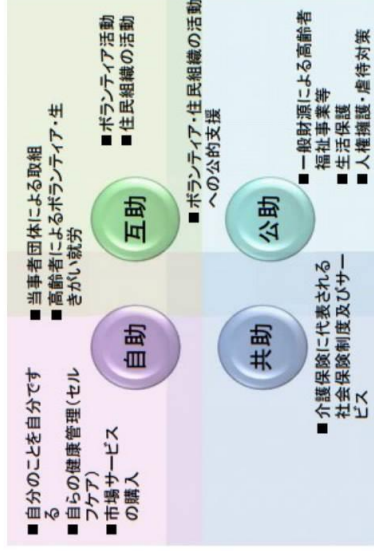 ■自分のことを自分です
る
■自らの健康管理(セル
フケア)
■市場サービス
の購入
■当事者団体による取組
■高齢者によるボランティア・生
きがい就労
■ボランティア活動
■住民組織の活動
自助
互助
■ボランティア・住民組織の活動
への公的支援
共助
公助
■介護保険に代表される
社会保険制度及びサー
ビス
■一般財源による高齢者
福祉事業等
■生活保護
■人権擁護・虐待対策